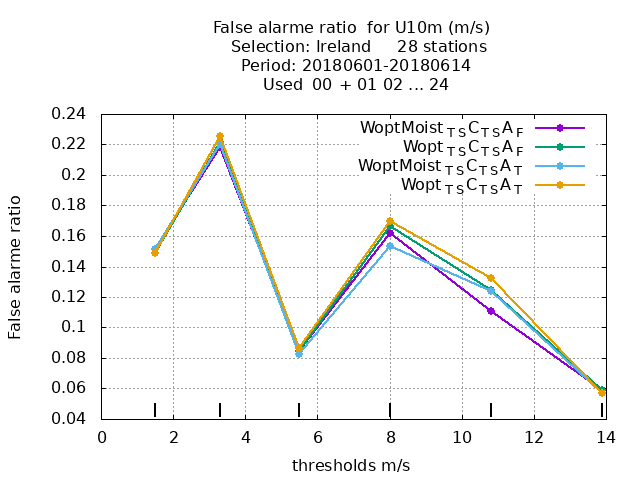 False alarme ratio  for U10m (m/s)
Selection: Ireland     28 stations
Period: 20180601-20180614
Used  00 + 01 02 ... 24
WoptMoist TS C TS A F
Wopt TS C TS A F
WoptMoist TS C TS A T
Wopt TS C TS A T
False alarme ratio
0.24
0.22
0.2
0.18
0.16
0.14
0.12
0.1
0.08
0.06
0.04
0 2 4 6 8 10 12 14
thresholds m/s